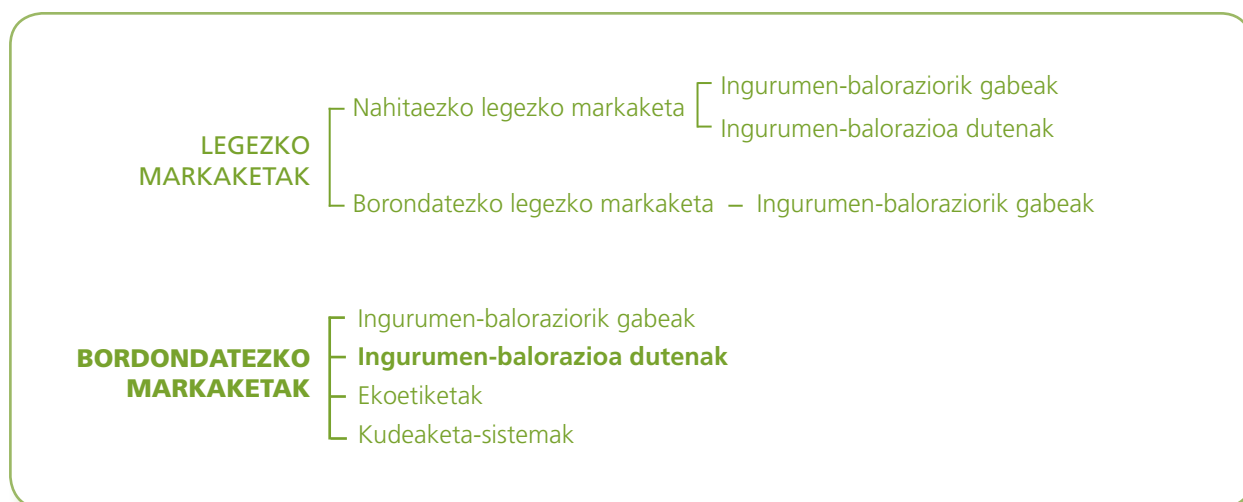 LEGEZKO
MARKAKETAK
Nahitaezko legezko markaketa
Ingurumen-baloraziorik gabeak
Ingurumen-balorazioa dutenak
Borondatezko legezko markaketa – Ingurumen-baloraziorik gabeak
BORDONDATEZKO
MARKAKETAK
Ingurumen-baloraziorik gabeak
Ingurumen-balorazioa dutenak
Ekoetiketak
Kudeaketa-sistemak